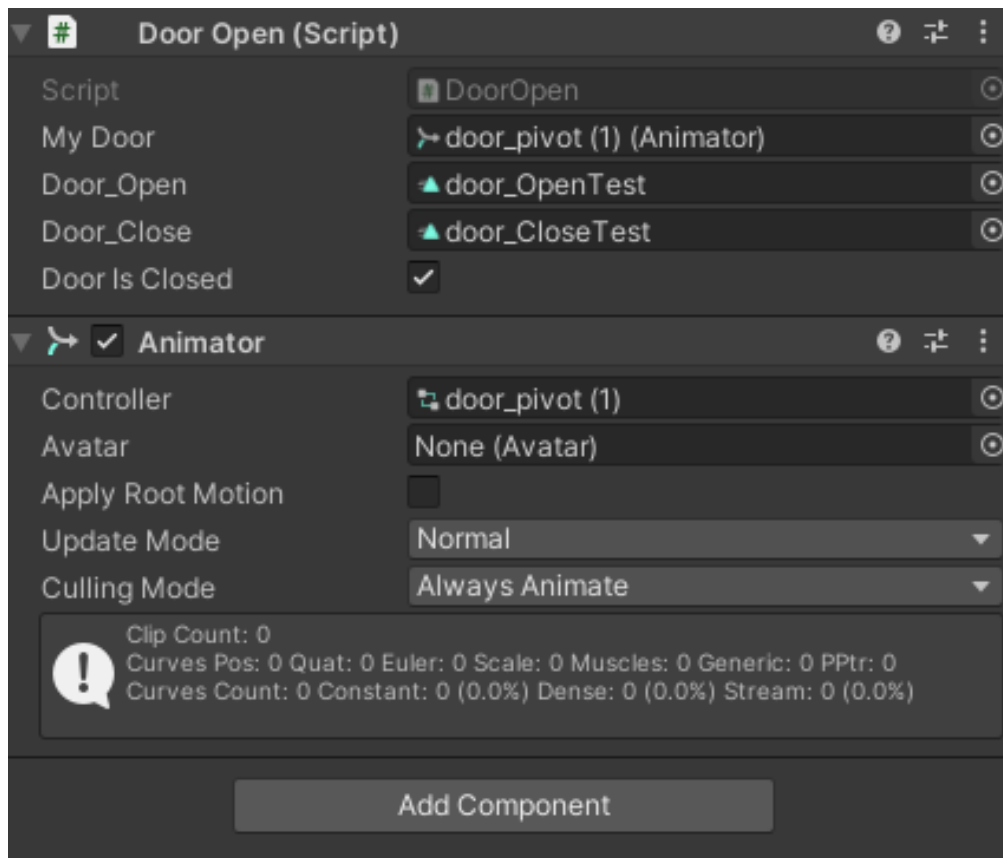 Door Open (Script)
Script DoorOpen
My Door door_pivot (1) (Animator)
Door_Open door_OpenTest
Door_Close door_CloseTest
Door Is Closed
Animator
Controller door_pivot (1)
Avatar None (Avatar)
Apply Root Motion
Update Mode Normal
Culling Mode Always Animate
Clip Count: 0
Curves Pos: 0 Quat: 0 Euler: 0 Scale: 0 Muscles: 0 Generic: 0 PPtr: 0
Curves Count: 0 Constant: 0 (0.0%) Dense: 0 (0.0%) Stream: 0 (0.0%)
Add Component